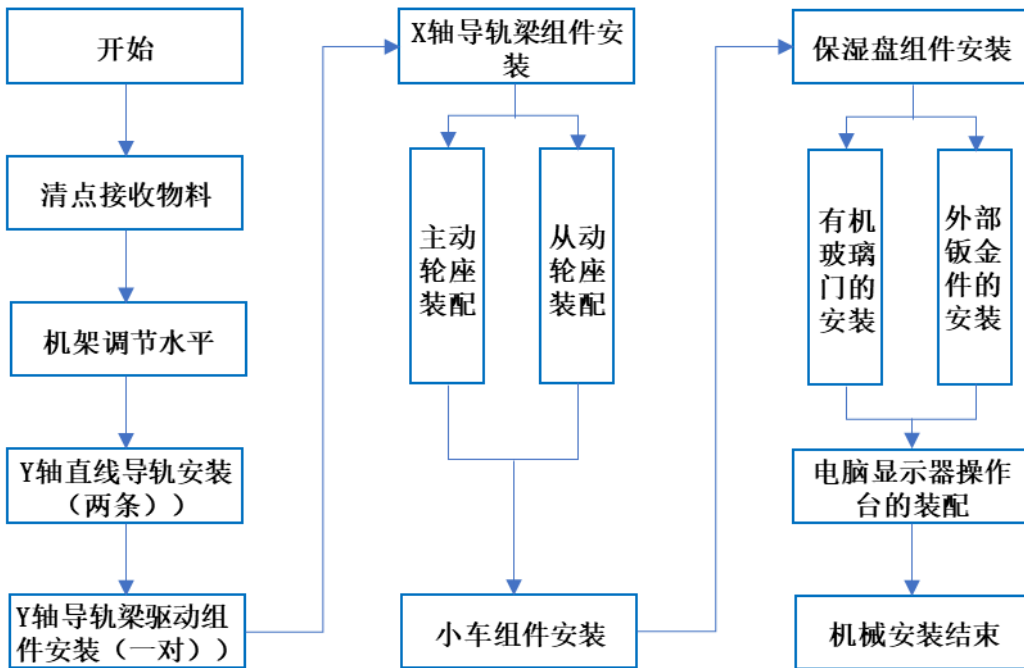 开始
清点接收物料
机架调节水平
Y轴直线导轨安装
（两条））
Y轴导轨梁驱动组
件安装（一对））
X轴导轨梁组件安
装
主动
轮座
装配
从动
轮座
装配
小车组件安装
保湿盘组件安装
有机
玻璃
门的
安装
外部
钣金
件的
安装
电脑显示器操作
台的装配
机械安装结束